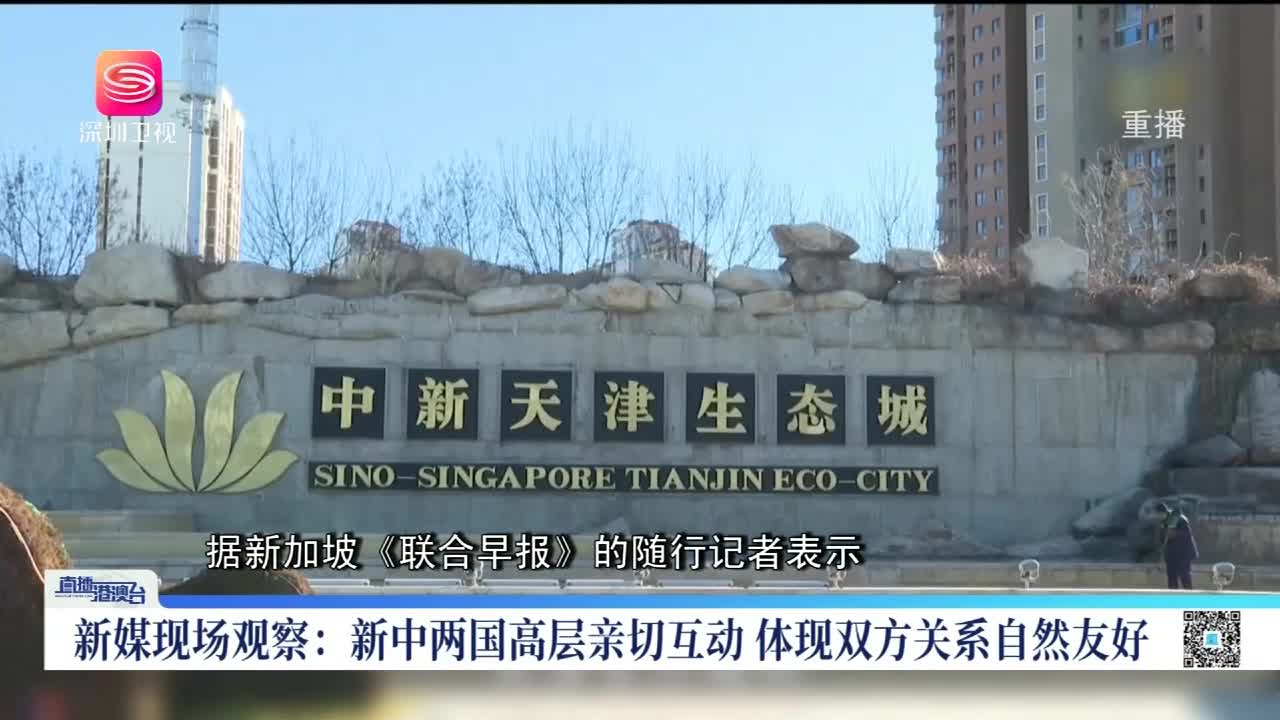 深圳卫视
重播
中新天津生态城
SINO-SINGAPORE TIANJIN ECO-CITY
据新加坡《联合早报》的随行记者表示
直播港澳台
新媒现场观察：新中两国高层亲切互动 体现双方关系自然友好